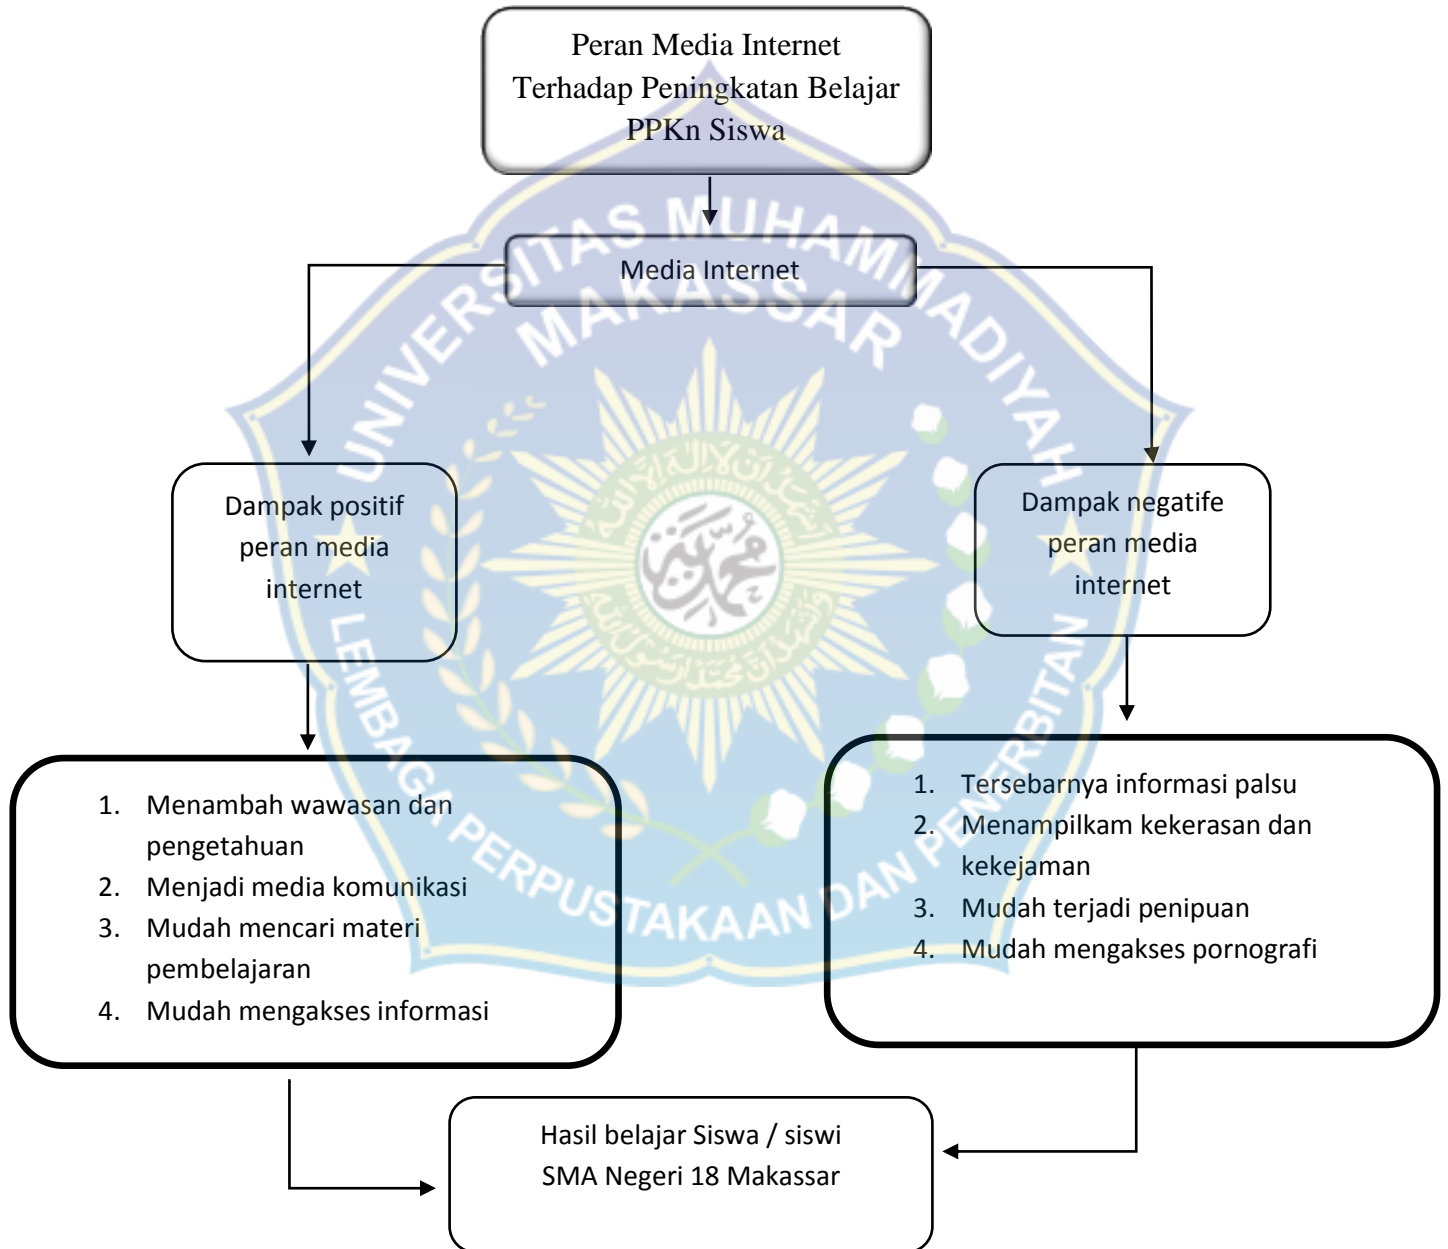 Peran Media Internet
Terhadap Peningkatan Belajar
PPKn Siswa
UNIVERSITAS MUHAMMADIYAH
MAKASSAR
Media Internet
Dampak positif
peran media
internet
Dampak negatife
peran media
internet
1. Menambah wawasan dan
pengetahuan
2. Menjadi media komunikasi
3. Mudah mencari materi
pembelajaran
4. Mudah mengakses informasi
1. Tersebarnya informasi palsu
2. Menampilkam kekerasan dan
kekejaman
3. Mudah terjadi penipuan
4. Mudah mengakses pornografi
LEMBAGA PERPUSTAKAAN DAN PENERBITAN
Hasil belajar Siswa / siswi
SMA Negeri 18 Makassar